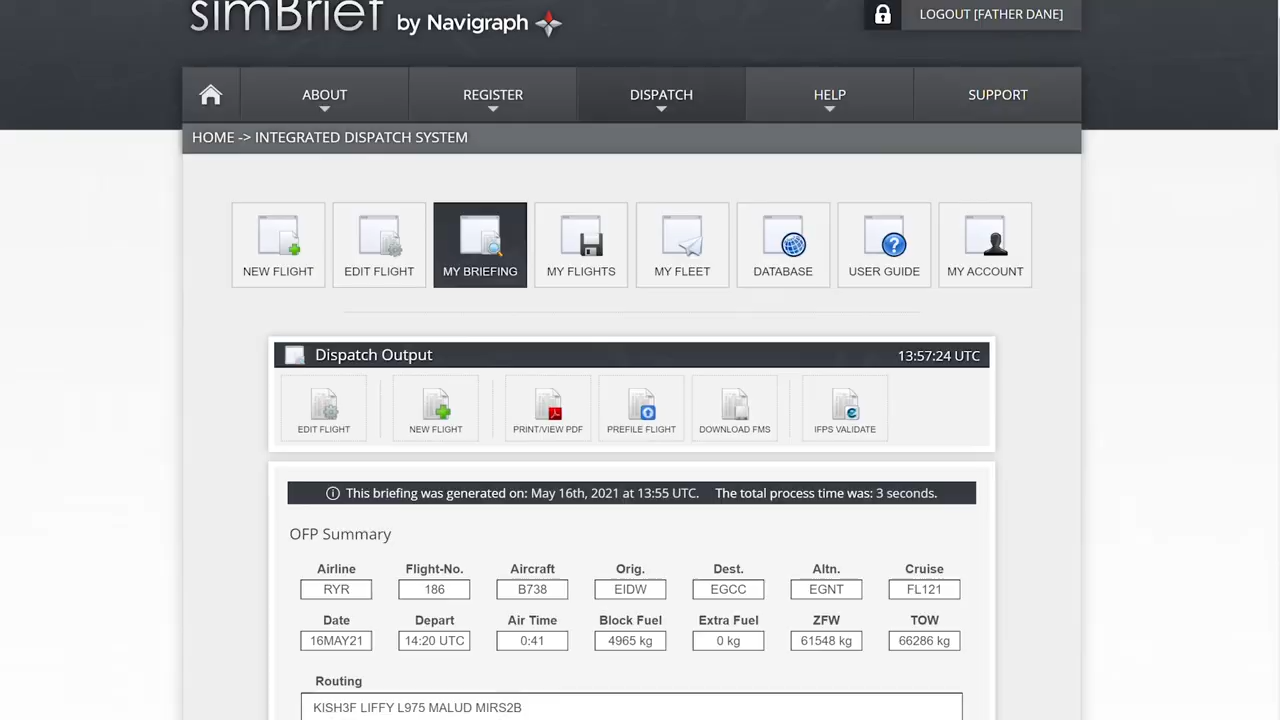 simBrief by Navigraph
LOGOUT [FATHER DANE]
ABOUT REGISTER DISPATCH HELP SUPPORT
HOME -> INTEGRATED DISPATCH SYSTEM
NEW FLIGHT EDIT FLIGHT MY BRIEFING MY FLIGHTS MY FLEET DATABASE USER GUIDE MY ACCOUNT
Dispatch Output 13:57:24 UTC
EDIT FLIGHT NEW FLIGHT PRINT/VIEW PDF PREFILE FLIGHT DOWNLOAD FMS IFPS VALIDATE
This briefing was generated on: May 16th, 2021 at 13:55 UTC. The total process time was: 3 seconds.
OFP Summary
Airline Flight-No. Aircraft Orig. Dest. Altn. Cruise
RYR 186 B738 EIDW EGCC EGNT FL121
Date Depart Air Time Block Fuel Extra Fuel ZFW TOW
16MAY21 14:20 UTC 0:41 4965 kg 0 kg 61548 kg 66286 kg
Routing
KISH3F LIFFY L975 MALUD MIRS2B